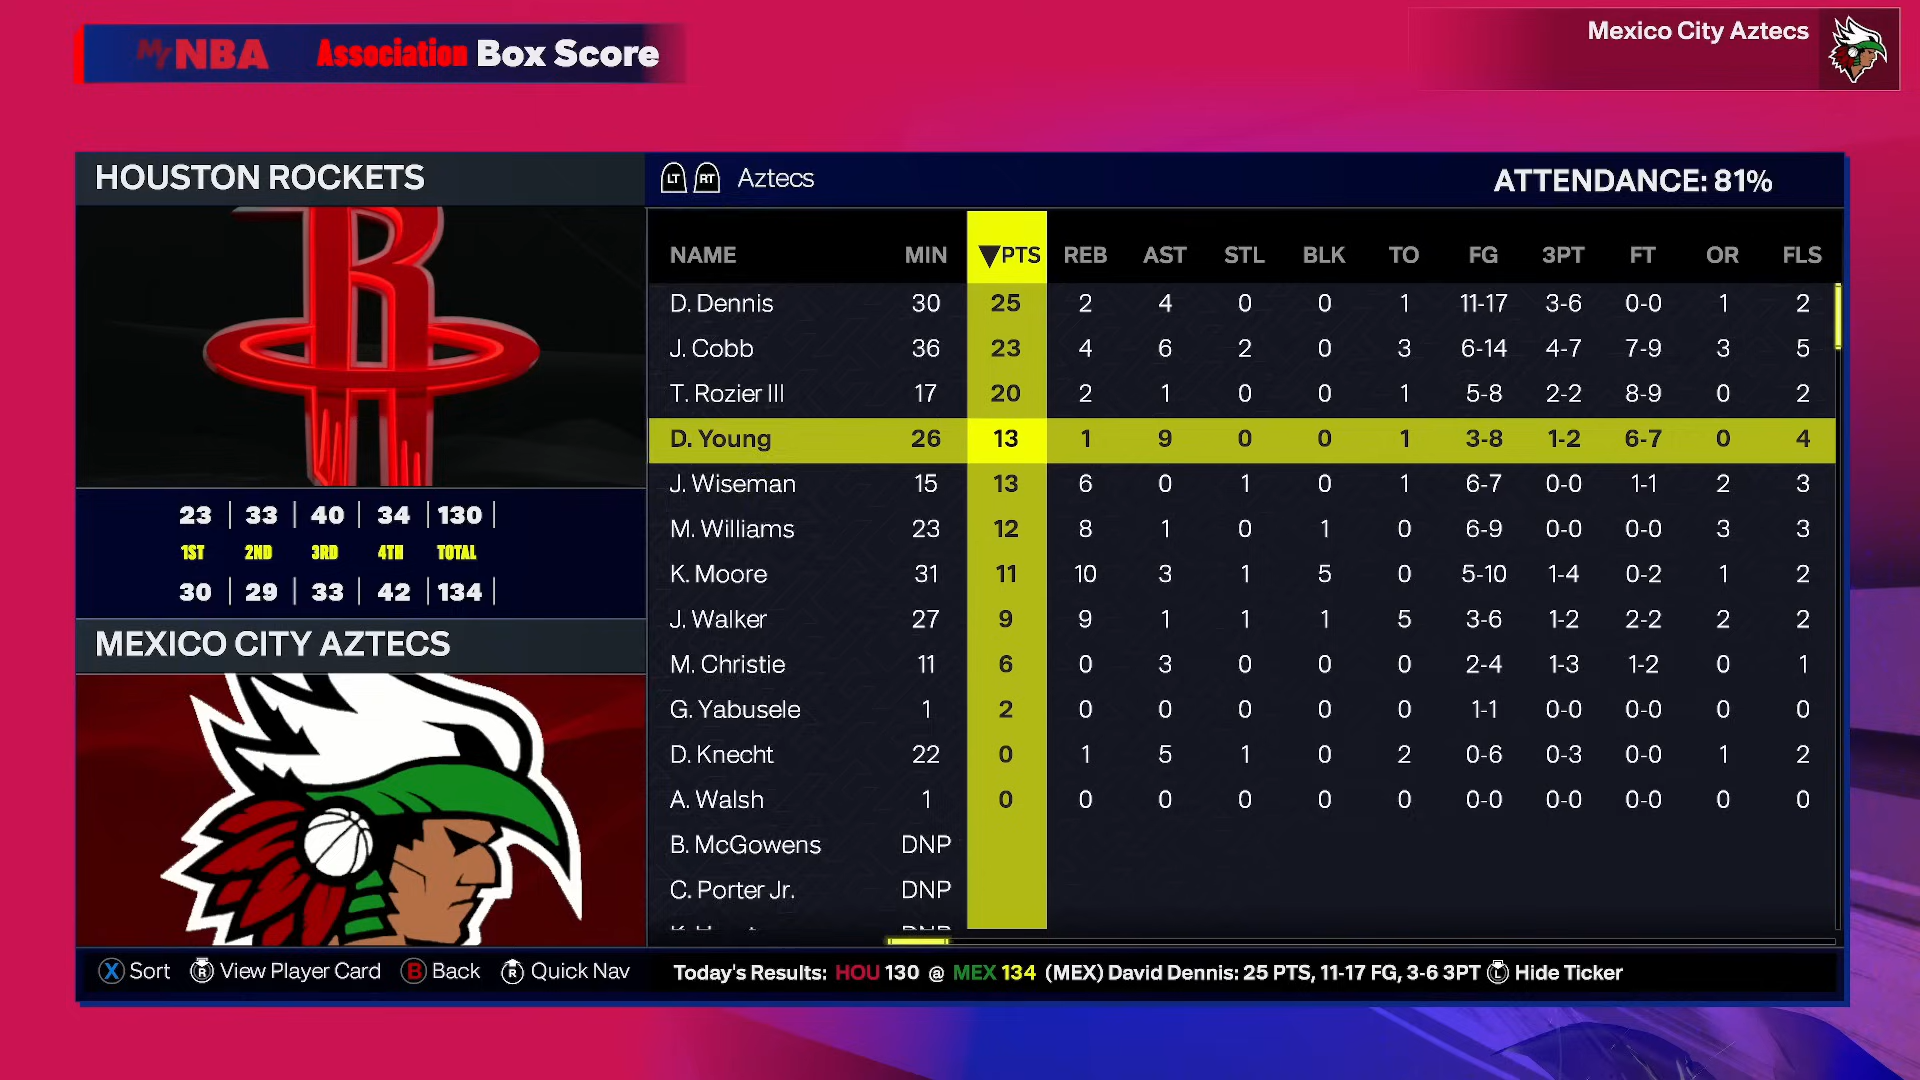 My NBA Association Box Score
Mexico City Aztecs
HOUSTON ROCKETS
23 | 33 | 40 | 34 | 130 |
1ST 2ND 3RD 4TH TOTAL
30 | 29 | 33 | 42 | 134 |
MEXICO CITY AZTECS
LT RT Aztecs ATTENDANCE: 81%
NAME MIN ▼PTS REB AST STL BLK TO FG 3PT FT OR FLS
D. Dennis 30 25 2 4 0 0 1 11-17 3-6 0-0 1 2
J. Cobb 36 23 4 6 2 0 3 6-14 4-7 7-9 3 5
T. Rozier III 17 20 2 1 0 0 1 5-8 2-2 8-9 0 2
D. Young 26 13 1 9 0 0 1 3-8 1-2 6-7 0 4
J. Wiseman 15 13 6 0 1 0 1 6-7 0-0 1-1 2 3
M. Williams 23 12 8 1 0 1 0 6-9 0-0 0-0 3 3
K. Moore 31 11 10 3 1 5 0 5-10 1-4 0-2 1 2
J. Walker 27 9 9 1 1 1 5 3-6 1-2 2-2 2 2
M. Christie 11 6 0 3 0 0 0 2-4 1-3 1-2 0 1
G. Yabusele 1 2 0 0 0 0 0 1-1 0-0 0-0 0 0
D. Knecht 22 0 1 5 1 0 2 0-6 0-3 0-0 1 2
A. Walsh 1 0 0 0 0 0 0 0-0 0-0 0-0 0 0
B. McGowens DNP
C. Porter Jr. DNP
X Sort R View Player Card B Back R Quick Nav Today's Results: HOU 130 @ MEX 134 (MEX) David Dennis: 25 PTS, 11-17 FG, 3-6 3PT L Hide Ticker